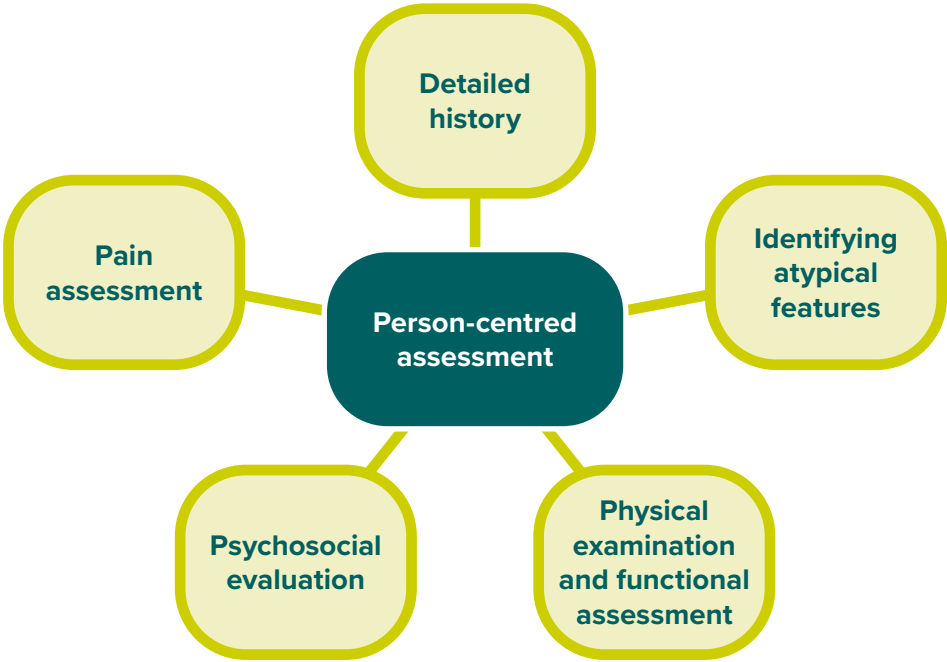 Detailed
history
Pain
assessment
Identifying
atypical
features
Person-centred
assessment
Psychosocial
evaluation
Physical
examination
and functional
assessment